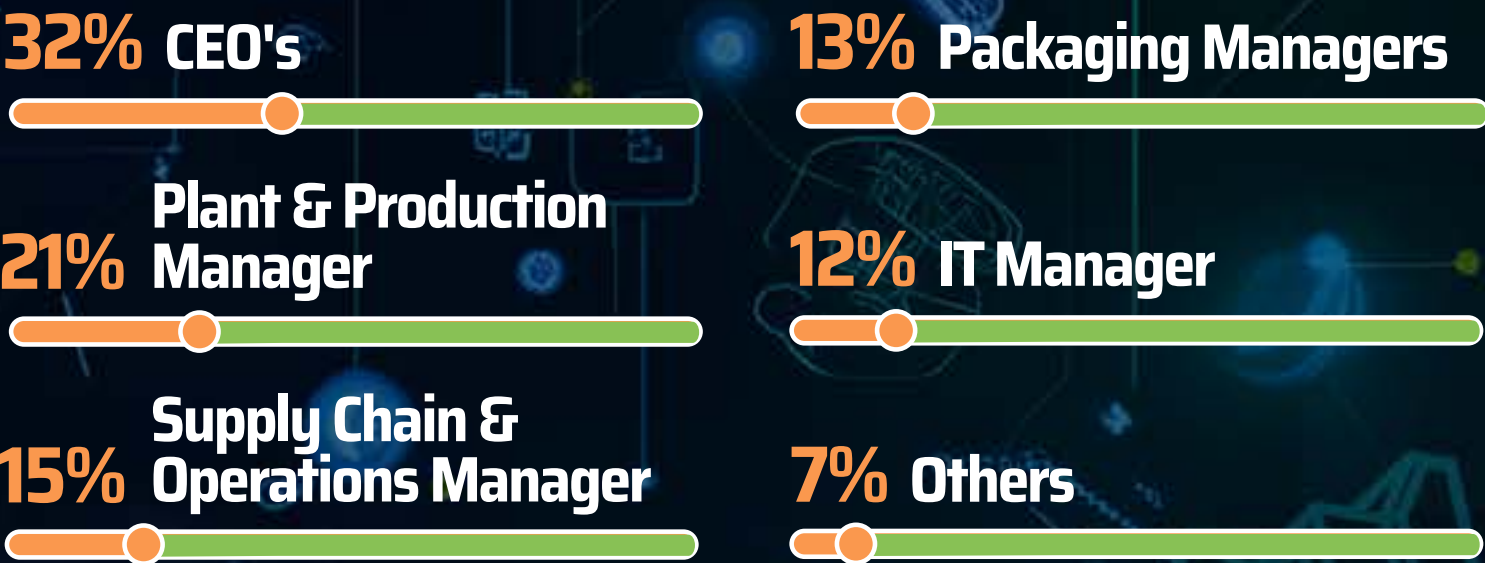 32% CEO's
Plant & Production
21% Manager
Supply Chain &
15% Operations Manager
13% Packaging Managers
12% IT Manager
7% Others